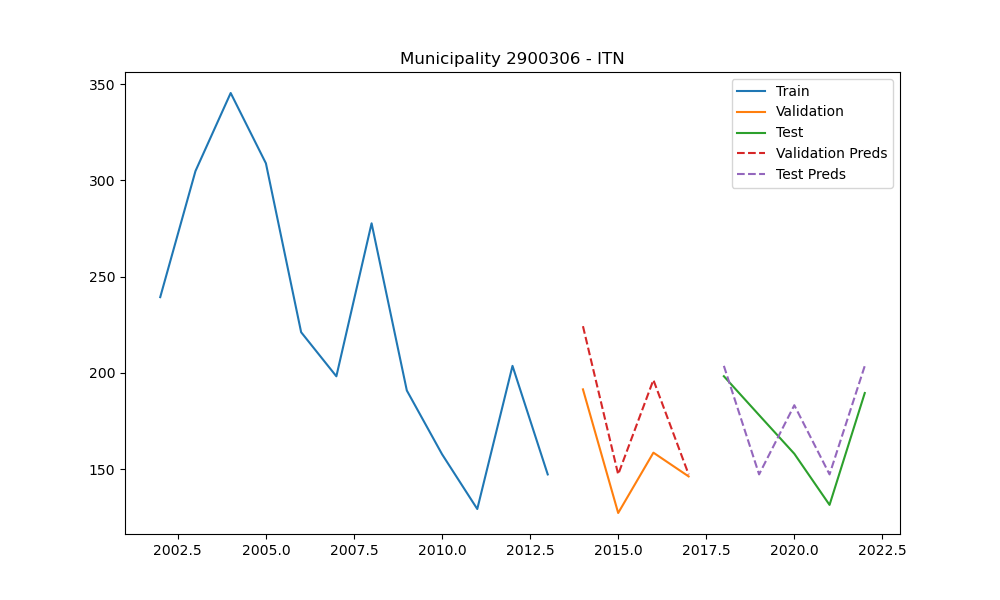 Municipality 2900306 - ITN
350
300
250
200
150
2002.5 2005.0 2007.5 2010.0 2012.5 2015.0 2017.5 2020.0 2022.5
Train
Validation
Test
Validation Preds
Test Preds